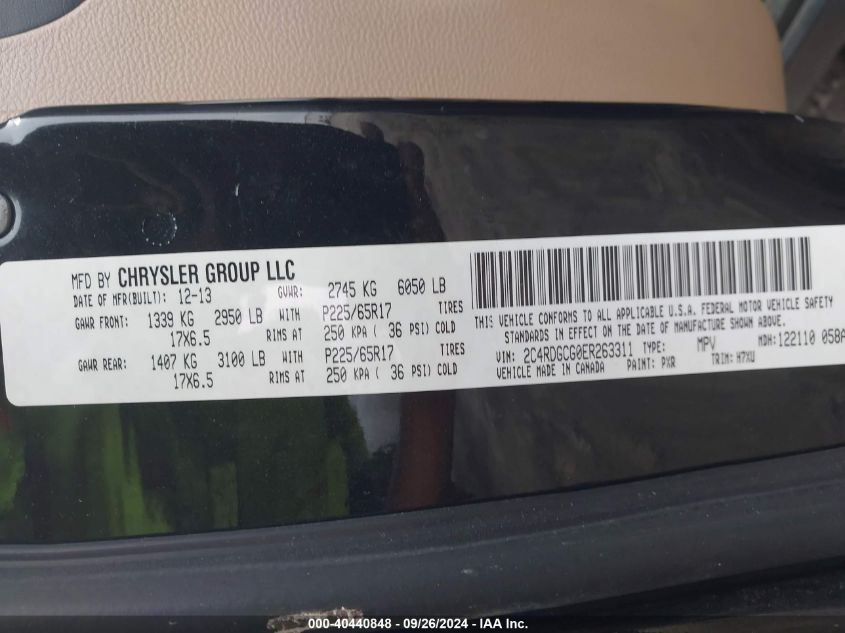 MFD BY CHRYSLER GROUP LLC
DATE OF MFR(BUILT): 12-13 GVWR: 2745 KG 6050 LB
GAWR FRONT: 1339 KG 2950 LB WITH P225/65R17 TIRES
17X6.5 RIMS AT 250 KPA ( 36 PSI) COLD
GAWR REAR: 1407 KG 3100 LB WITH P225/65R17 TIRES
17X6.5 RIMS AT 250 KPA ( 36 PSI) COLD
THIS VEHICLE CONFORMS TO ALL APPLICABLE U.S.A. FEDERAL MOTOR VEHICLE SAFETY
STANDARDS IN EFFECT ON THE DATE OF MANUFACTURE SHOWN ABOVE.
VIN: 2C4RDGCG0ER263311 TYPE: MPV MDH: 122110 058A
VEHICLE MADE IN CANADA PAINT: PXR TRIM: H7XU
000-40440848 - 09/26/2024 - IAA Inc.